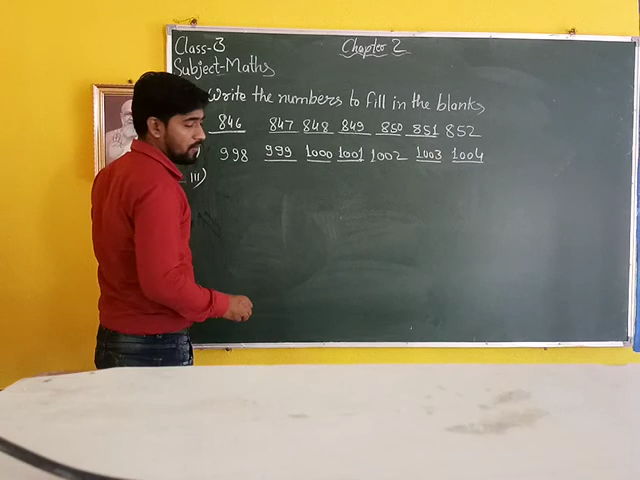 Class-3
Chapter 2
Subject-Maths
Write the numbers to fill in the blanks
846 847 848 849 850 851 852
998 999 1000 1001 1002 1003 1004
III)